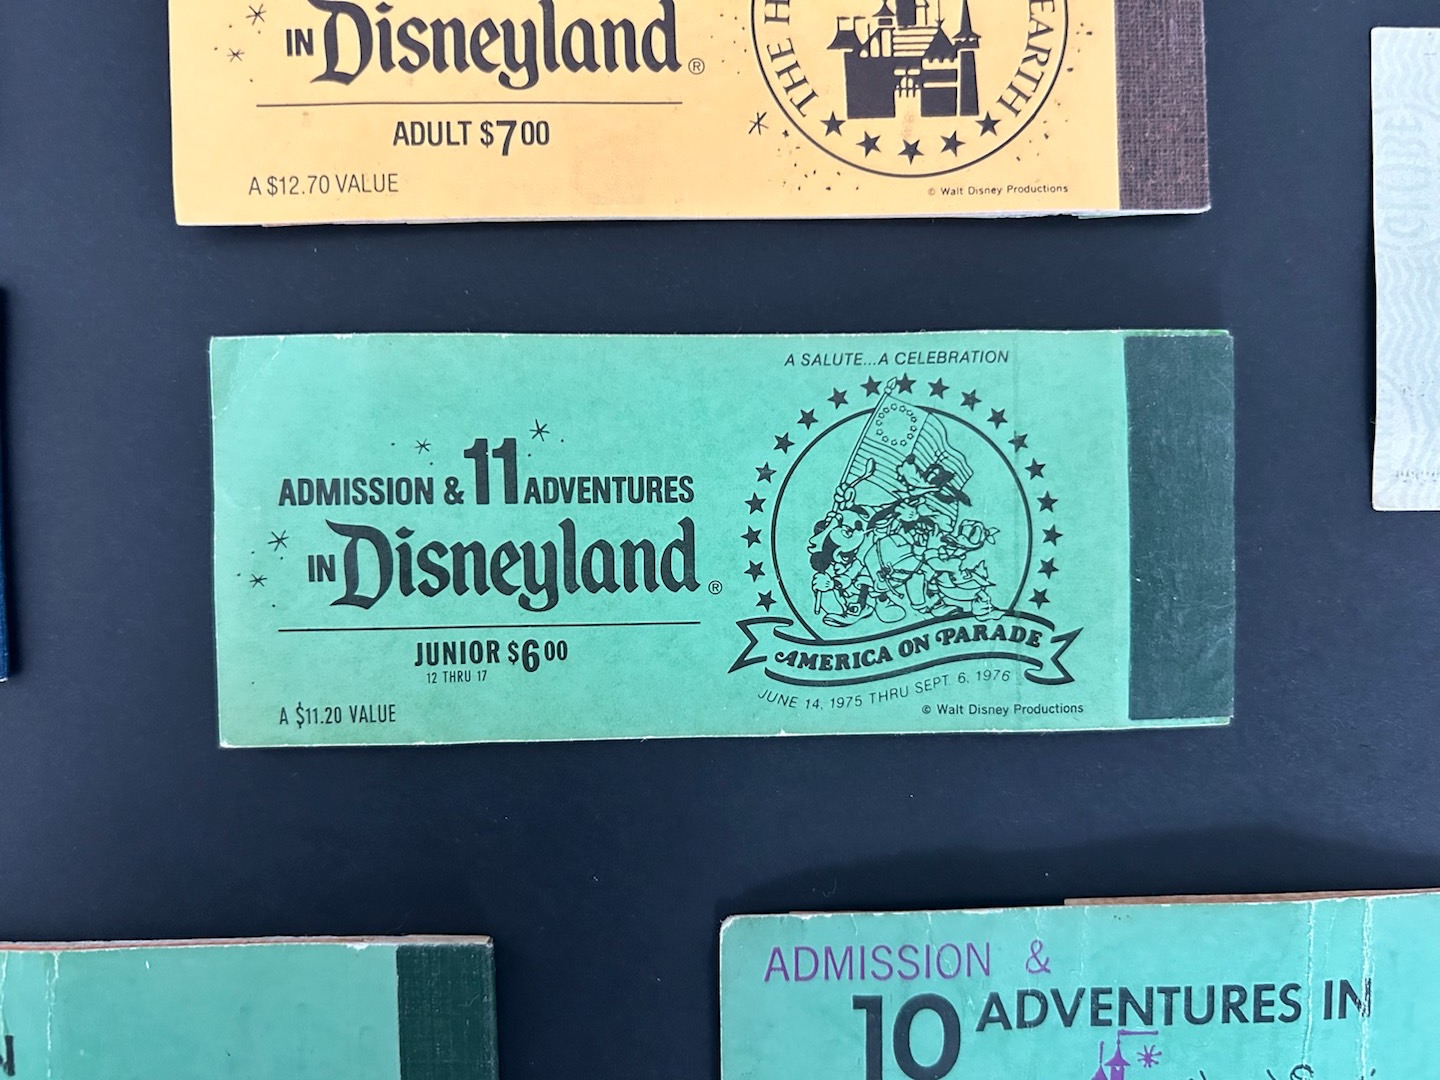 IN Disneyland®
ADULT $7.00
A $12.70 VALUE
THE H
EARTH
© Walt Disney Productions
A SALUTE...A CELEBRATION
ADMISSION & 11 ADVENTURES
IN Disneyland®
JUNIOR $6.00
12 THRU 17
A $11.20 VALUE
AMERICA ON PARADE
JUNE 14, 1975 THRU SEPT. 6, 1976
© Walt Disney Productions
ADMISSION &
10 ADVENTURES IN